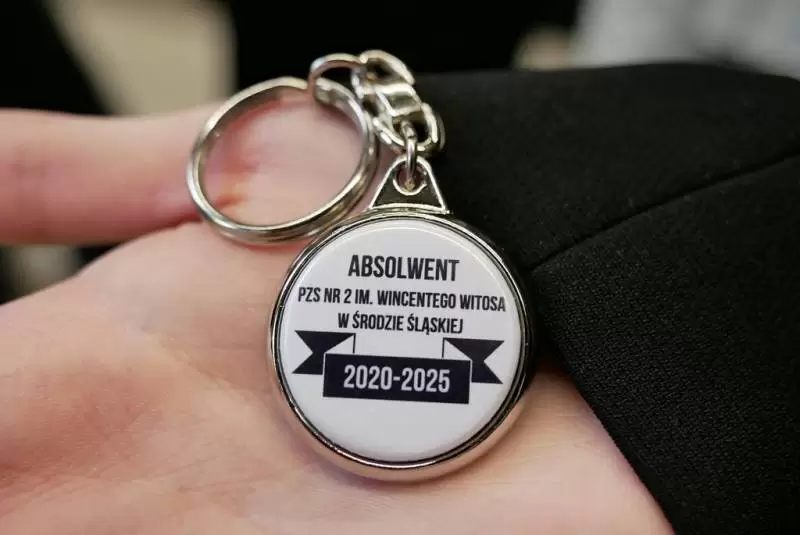 ABSOLWENT
PZS NR 2 IM. WINCENTEGO WITOSA
W ŚRODZIE ŚLĄSKIEJ
2020-2025